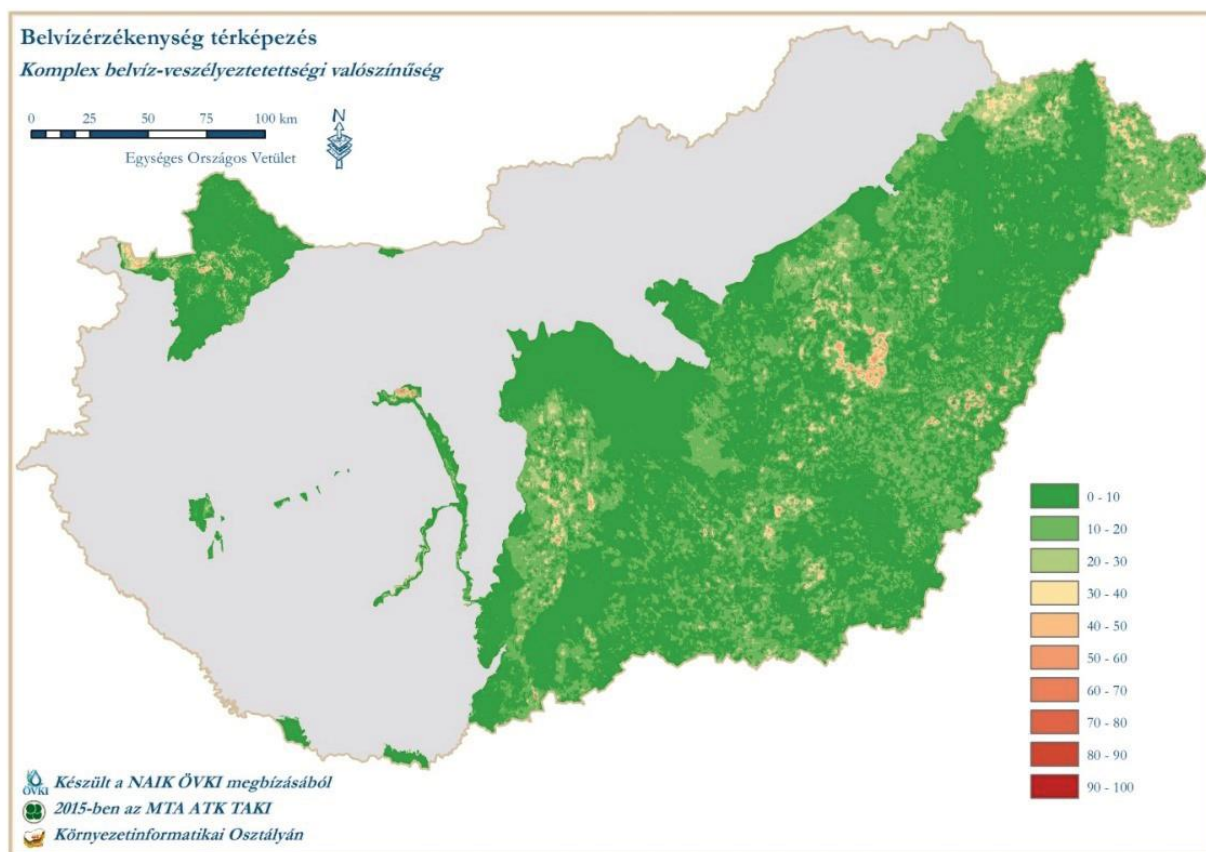 Belvízérzékenység térképezés
Komplex belvíz-veszélyeztetettségi valószínűség
0 25 50 75 100 km
N
Egységes Országos Vetület
0 - 10
10 - 20
20 - 30
30 - 40
40 - 50
50 - 60
60 - 70
70 - 80
80 - 90
90 - 100
ÖVKI Készült a NAIK ÖVKI megbízásából
2015-ben az MTA ATK TAKI
Környezetinformatikai Osztályán